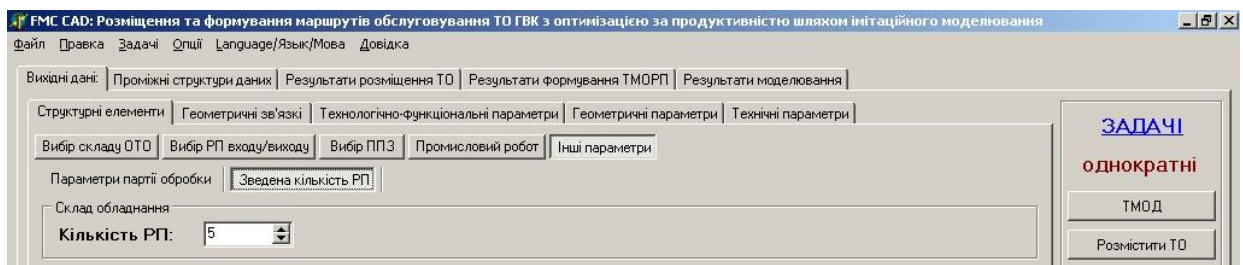 FMC CAD: Розміщення та формування маршрутів обслуговування ТО ГВК з оптимізацією за продуктивністю шляхом імітаційного моделювання
Файл Правка Задачі Опції Language/Язык/Мова Довідка
Вихідні дані: Проміжні структури даних Результати розміщення ТО Результати формування ТМОРП Результати моделювання
Структурні елементи Геометричні зв'язкі Технологічно-функціональні параметри Геометричні параметри Технічні параметри
Вибір складу ОТО Вибір РП входу/виходу Вибір ППЗ Промисловий робот Інші параметри
Параметри партії обробки Зведена кількість РП
Склад обладнання
Кількість РП: 5
ЗАДАЧІ
однократні
ТМОД
Розмістити ТО